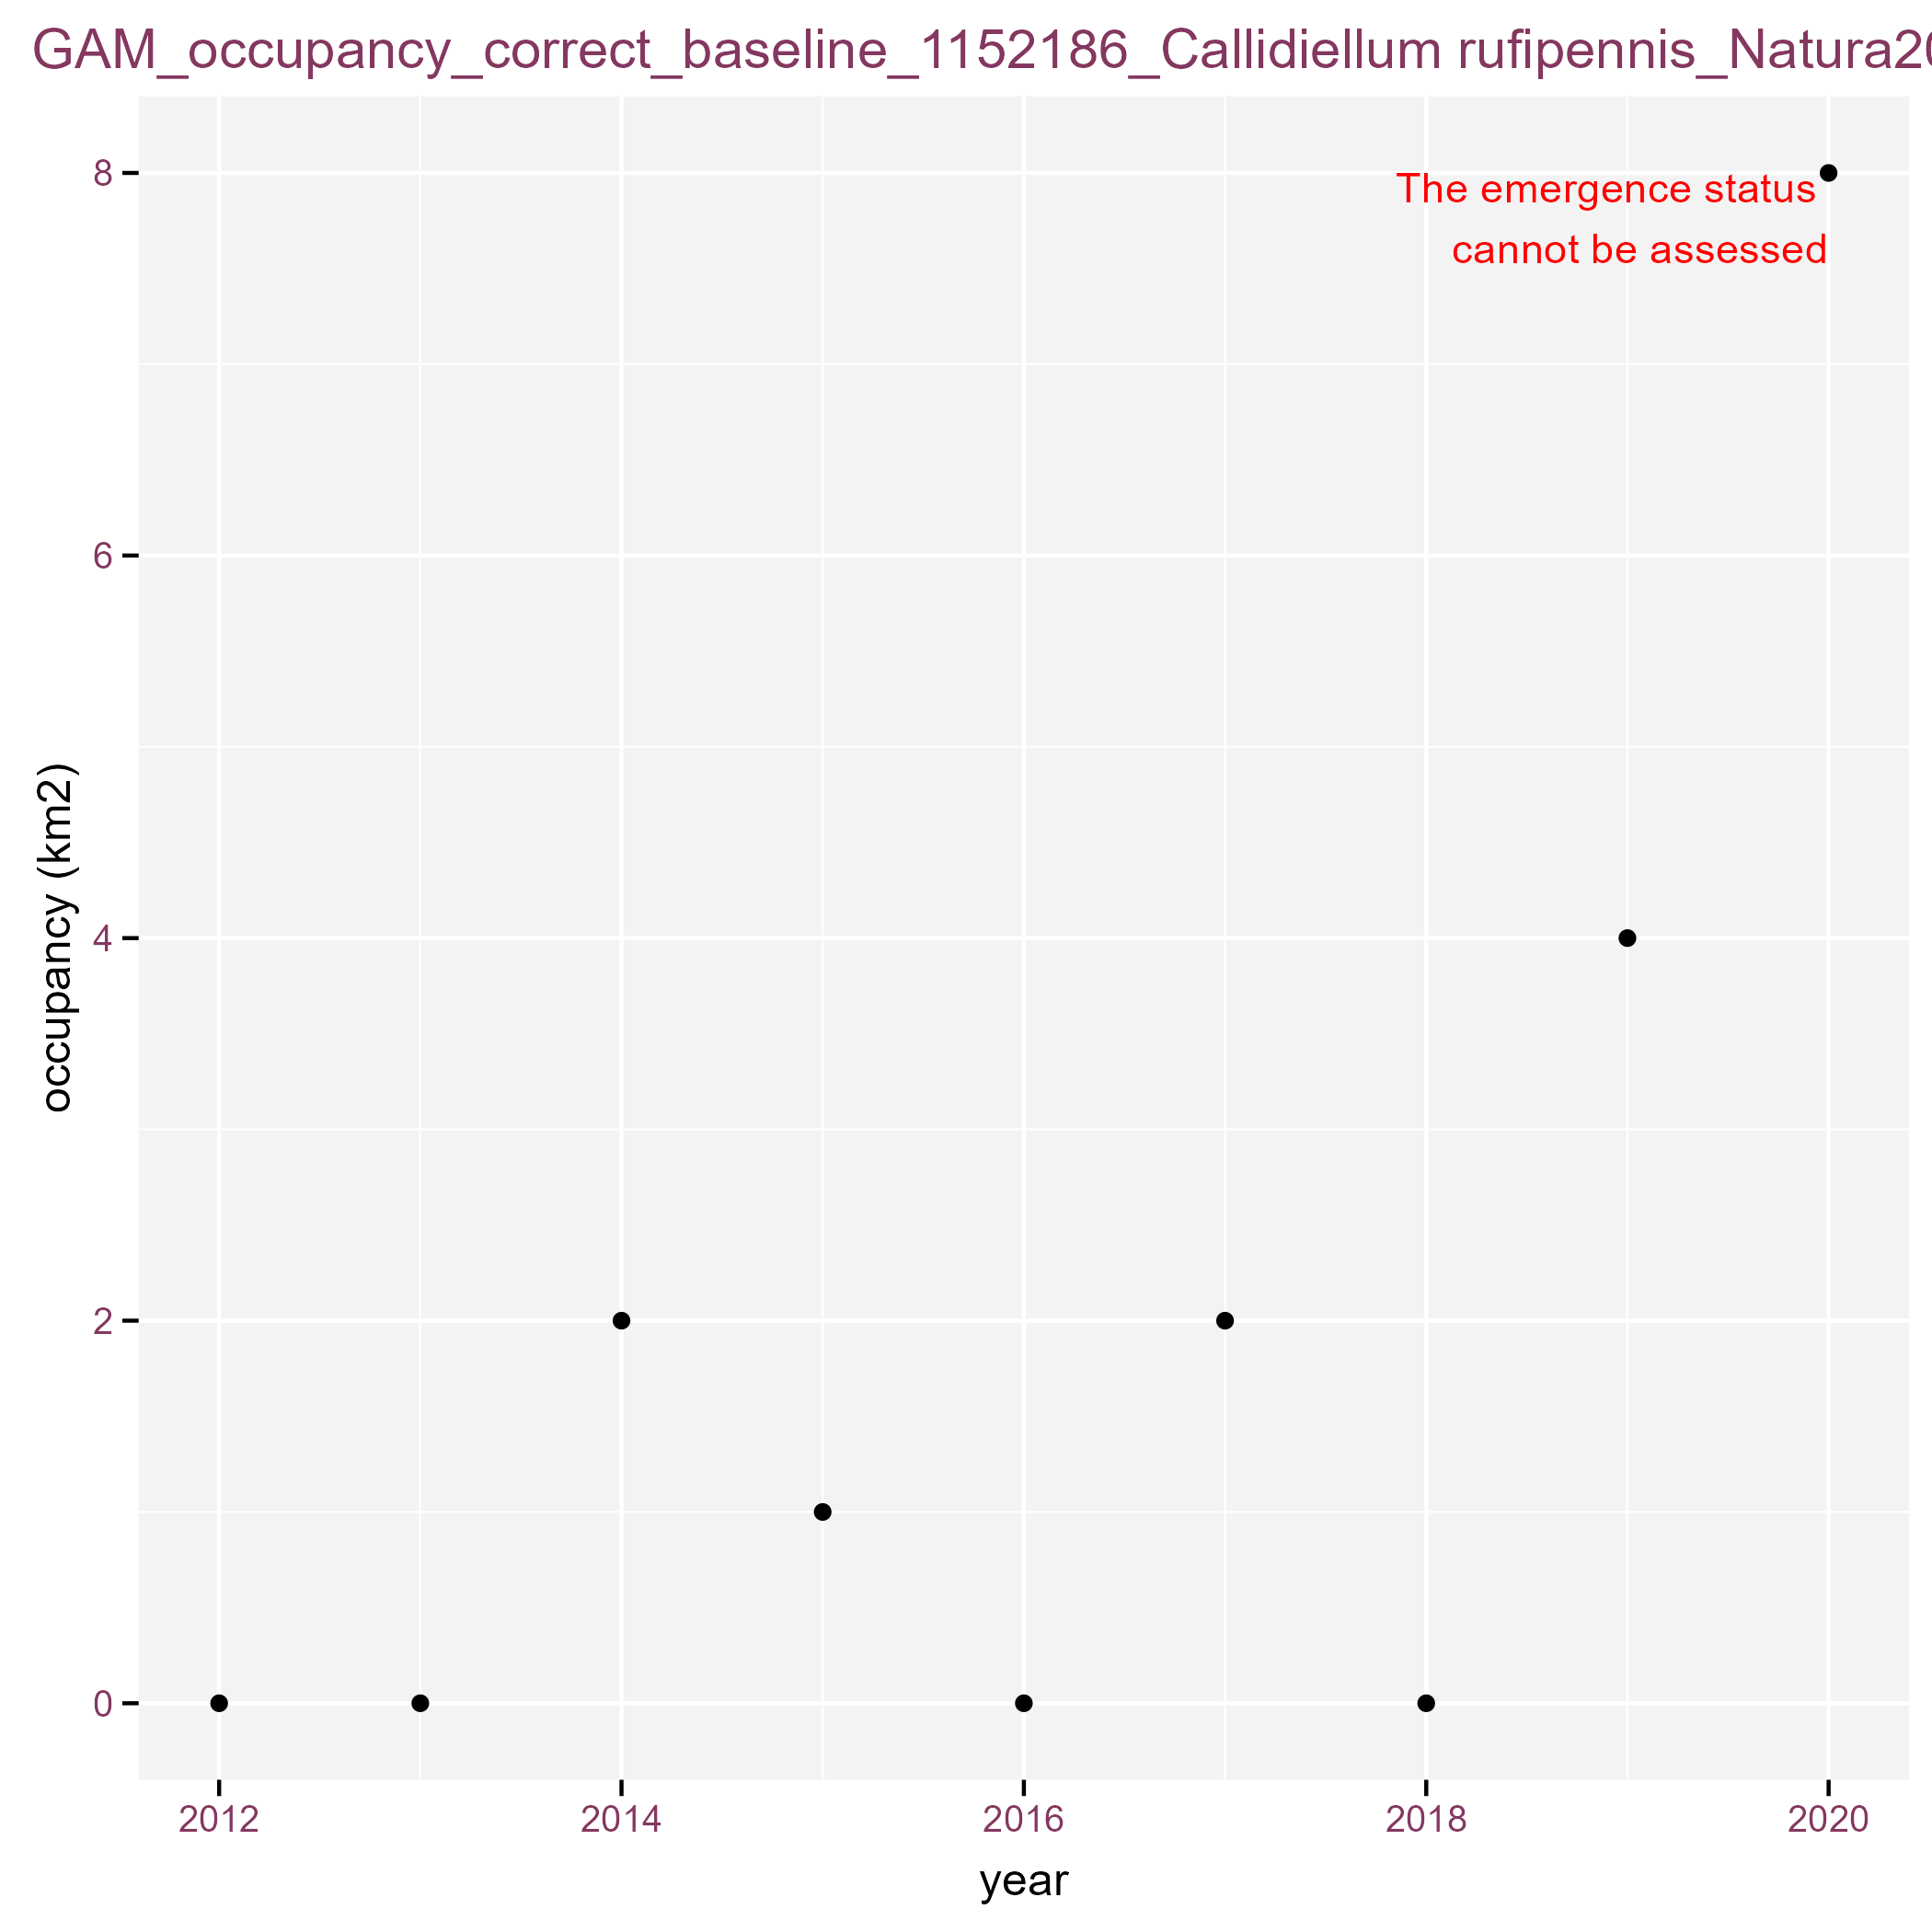 GAM_occupancy_correct_baseline_1152186_Callidiellum rufipennis_Natura20
8
The emergence status
cannot be assessed
6
occupancy (km2)
4
2
0
2012 2014 2016 2018 2020
year